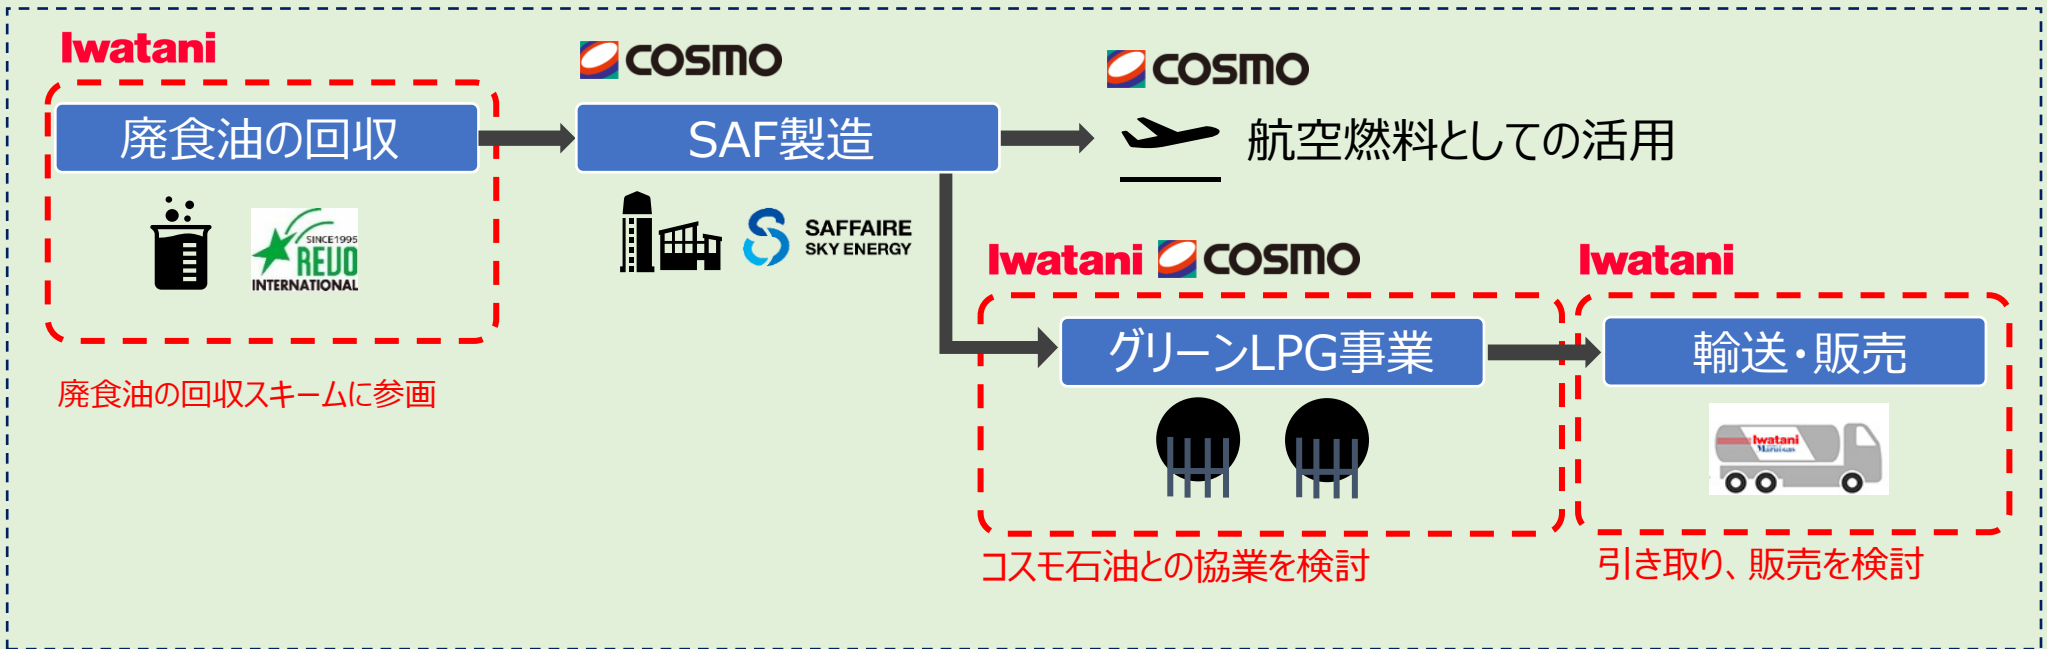 Iwatani
COSMO
COSMO
廃食油の回収
SAF製造
航空燃料としての活用
SINCE1995
REVO
INTERNATIONAL
SAFFAIRE
SKY ENERGY
Iwatani COSMO
Iwatani
グリーンLPG事業
輸送・販売
廃食油の回収スキームに参画
Iwatani
Marui-gas
コスモ石油との協業を検討
引き取り、販売を検討